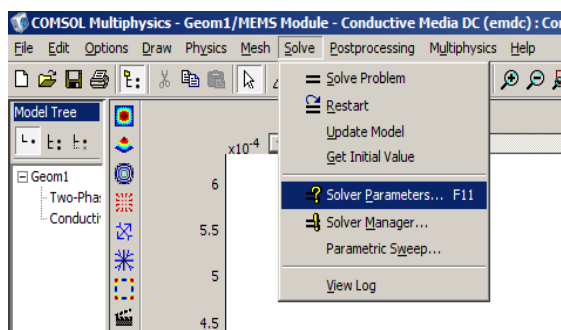 COMSOL Multiphysics - Geom1/MEMS Module - Conductive Media DC (emdc) : Co
File Edit Options Draw Physics Mesh Solve Postprocessing Multiphysics Help
Solve Problem
Restart
Update Model
Get Initial Value
Solver Parameters... F11
Solver Manager...
Parametric Sweep...
View Log
Model Tree
Geom1
Two-Pha
Conducti
x10-4
6
5.5
5
4.5